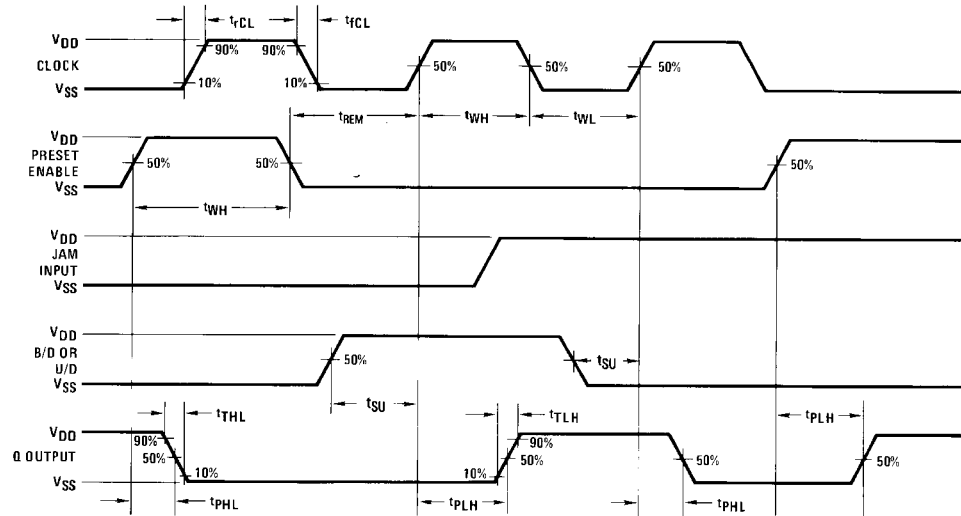 trCL tfCL
VDD
90% 90%
CLOCK 50% 50% 50%
10% 10%
VSS
tREM tWH tWL
VDD
PRESET 50% 50% 50%
ENABLE
VSS
tWH
VDD
JAM
INPUT
VSS
VDD
B/D OR 50% tSU
U/D
VSS
tSU
tTHL tTLH tPLH
VDD
90% 90%
Q OUTPUT 50% 50% 50% 50%
10% 10%
VSS
tPHL tPLH tPHL